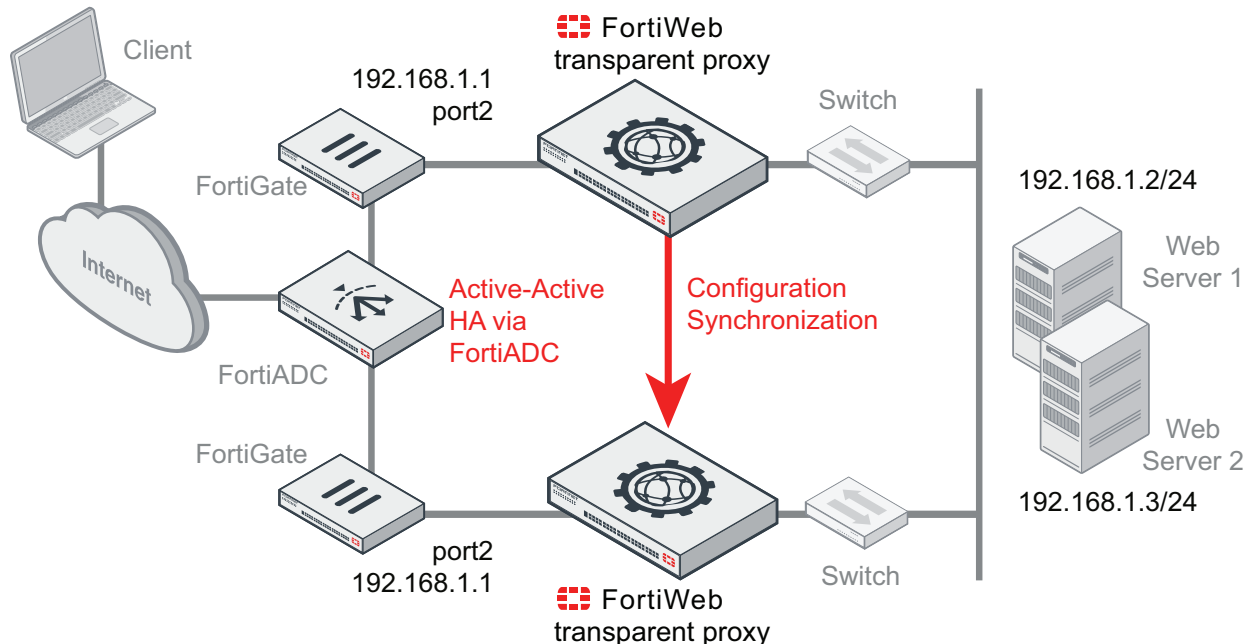 FortiWeb
transparent proxy
Client
192.168.1.1
port2
Switch
FortiGate
192.168.1.2/24
Web
Server 1
Internet
Active-Active
HA via
FortiADC
Configuration
Synchronization
FortiADC
FortiGate
Web
Server 2
192.168.1.3/24
port2
192.168.1.1
Switch
FortiWeb
transparent proxy